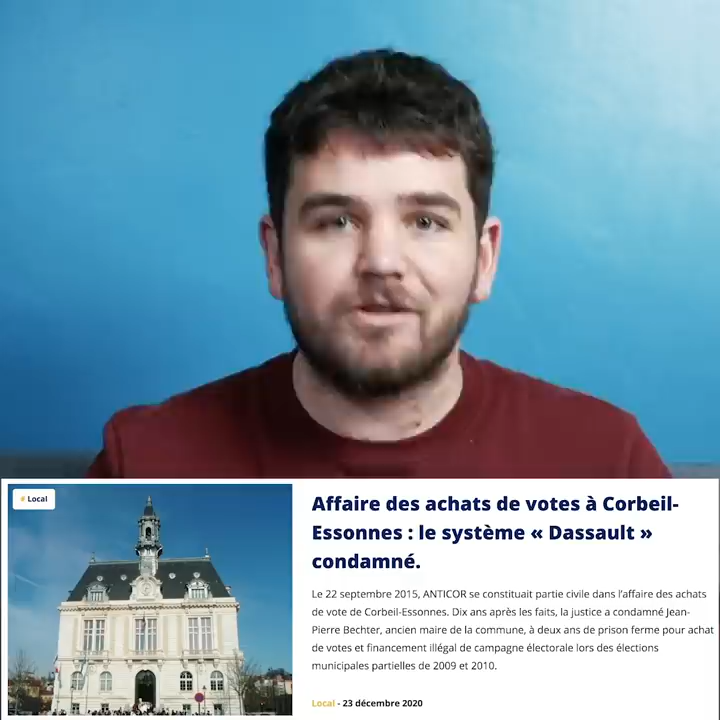 # Local
Affaire des achats de votes à Corbeil-
Essonnes : le système « Dassault »
condamné.
Le 22 septembre 2015, ANTICOR se constituait partie civile dans l’affaire des achats
de vote de Corbeil-Essonnes. Dix ans après les faits, la justice a condamné Jean-
Pierre Bechter, ancien maire de la commune, à deux ans de prison ferme pour achat
de votes et financement illégal de campagne électorale lors des élections
municipales partielles de 2009 et 2010.
Local - 23 décembre 2020